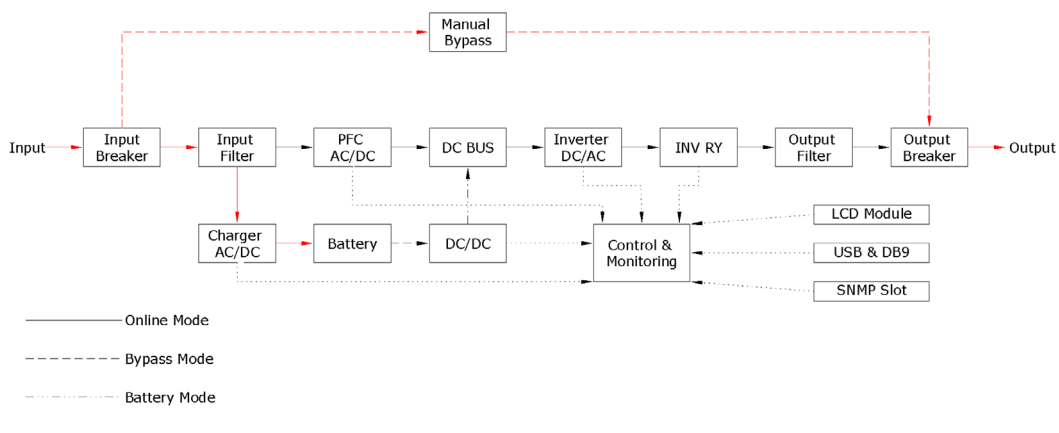 Manual
Bypass
Input
Input
Breaker
Input
Filter
PFC
AC/DC
DC BUS
Inverter
DC/AC
INV RY
Output
Filter
Output
Breaker
Output
Charger
AC/DC
Battery
DC/DC
Control &
Monitoring
LCD Module
USB & DB9
SNMP Slot
Online Mode
Bypass Mode
Battery Mode